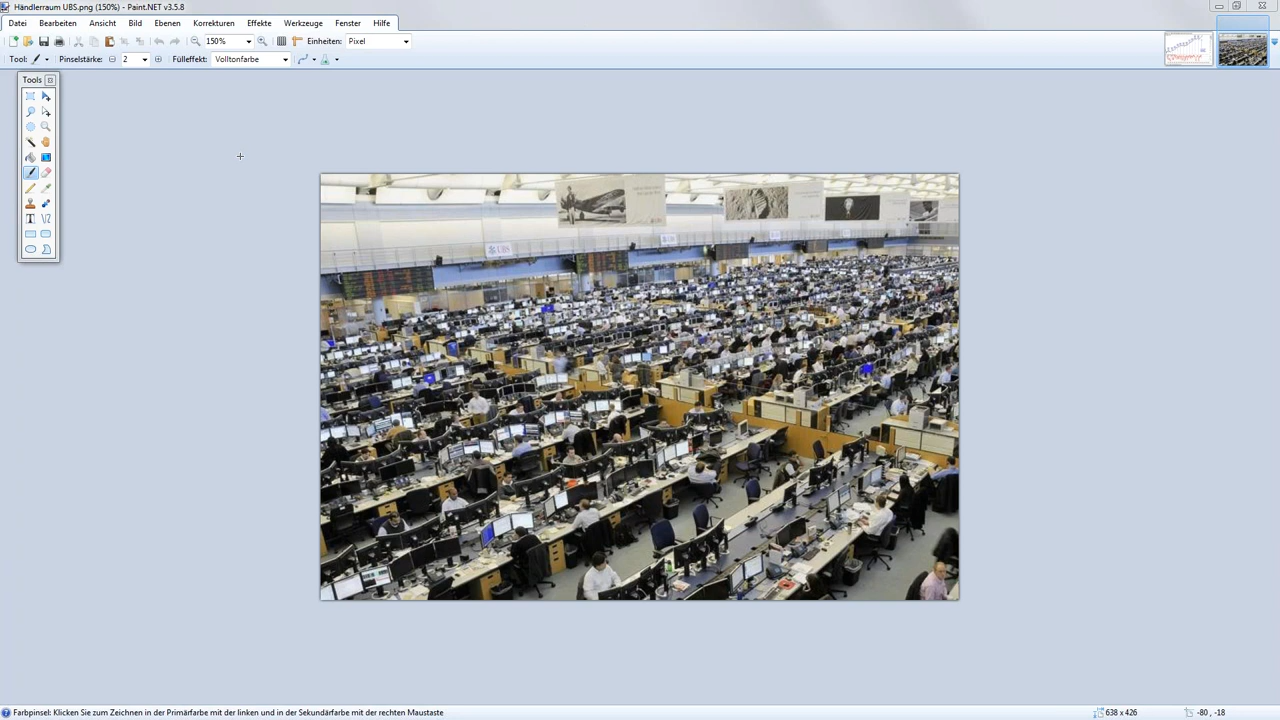 Händlerraum UBS.png (150%) - Paint.NET v3.5.8
Datei Bearbeiten Ansicht Bild Ebenen Korrekturen Effekte Werkzeuge Fenster Hilfe
150% Einheiten: Pixel
Tool: Pinselstärke: 2 Fülleffekt: Volltonfarbe
Tools
UBS
Farbpinsel: Klicken Sie zum Zeichnen in der Primärfarbe mit der linken und in der Sekundärfarbe mit der rechten Maustaste
638 x 426
-80, -18